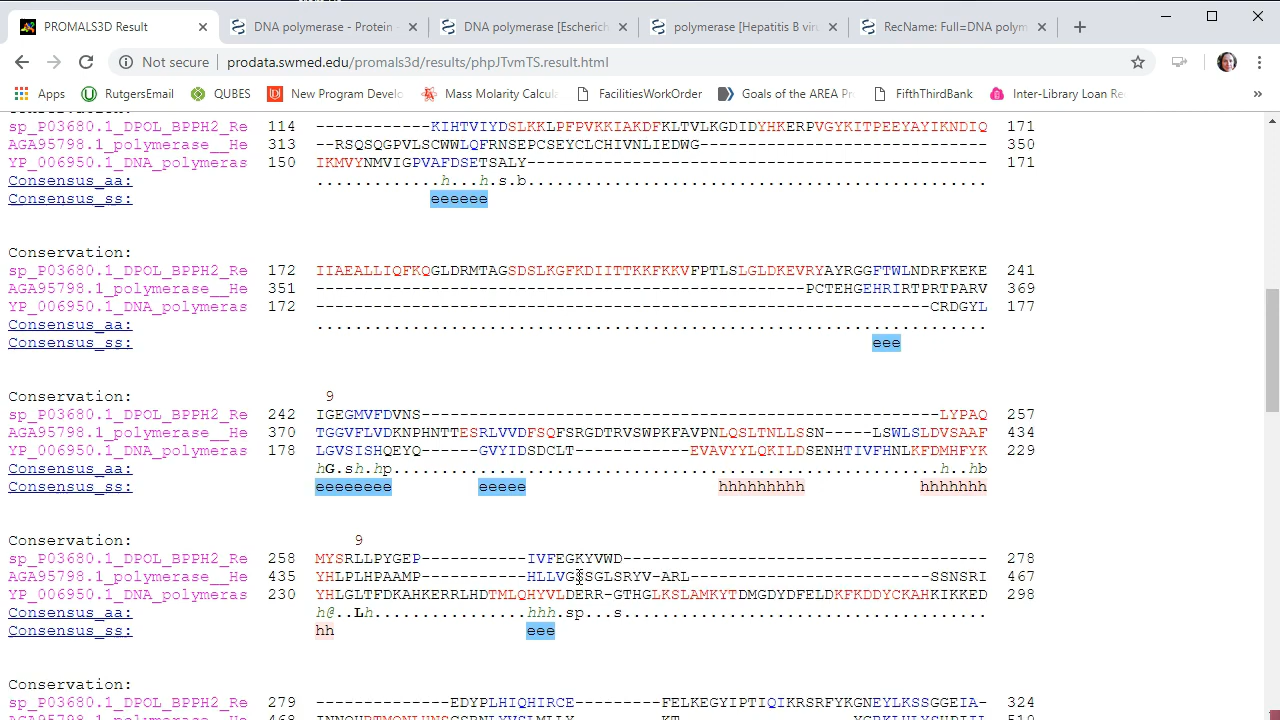 PROMALS3D Result
DNA polymerase - Protein -
DNA polymerase [Escherich
polymerase [Hepatitis B vir
RecName: Full=DNA polym
Not secure prodata.swmed.edu/promals3d/results/phpJTvmTS.result.html
Apps RutgersEmail QUBES New Program Develo Mass Molarity Calcul FacilitiesWorkOrder Goals of the AREA Pr FifthThirdBank Inter-Library Loan Re »
sp_P03680.1_DPOL_BPPH2_Re 114 ------------KIHTVIYDSLKKLPFPVKKIAKDFKLTVLKGDIDYHKERPVGYKITPEEYAYIKNDIQ 171
AGA95798.1_polymerase__He 313 --RSQSQGPVLSCWWLQFRNSEPCSEYCLCHIVNLIEDWG------------------------------ 350
YP_006950.1_DNA_polymeras 150 IKMVYNMVIGPVAFDSETSALY------------------------------------------------ 171
Consensus_aa: .............h...h.s.b................................................
Consensus_ss: eeeeee
Conservation:
sp_P03680.1_DPOL_BPPH2_Re 172 IIAEALLIQFKQGLDRMTAGSDSLKGFKDIITTKKFKKVFPTLSLGLDKEVRYAYRGGFTWLNDRFKEKE 241
AGA95798.1_polymerase__He 351 ---------------------------------------------------PCTEHGEHRIRTPRTPARV 369
YP_006950.1_DNA_polymeras 172 ----------------------------------------------------------------CRDGYL 177
Consensus_aa: ......................................................................
Consensus_ss: eee
Conservation: 9
sp_P03680.1_DPOL_BPPH2_Re 242 IGEGMVFDVNS------------------------------------------------------LYPAQ 257
AGA95798.1_polymerase__He 370 TGGVFLVDKNPHNTTESRLVVDFSQFSRGDTRVSWPKFAVPNLQSLTNLLSSN-----LSWLSLDVSAAF 434
YP_006950.1_DNA_polymeras 178 LGVSISHQEYQ------GVYIDSDCLT------------EVAVYYLQKILDSENHTIVFHNLKFDMHFYK 229
Consensus_aa: hG.sh.hp.........................................................h..hb
Consensus_ss: eeeeeeee eeeee hhhhhhhhh hhhhhhh
Conservation: 9
sp_P03680.1_DPOL_BPPH2_Re 258 MYSRLLPYGEP-----------IVFEGKYVWD-------------------------------------- 278
AGA95798.1_polymerase__He 435 YHLPLHPAAMP-----------HLLVGSSGLSRYV-ARL-------------------------SSNSRI 467
YP_006950.1_DNA_polymeras 230 YHLGLTFDKAHKERRLHDTMLQHYVLDERR-GTHGLKSLAMKYTDMGDYDFELDKFKDDYCKAHKIKKED 298
Consensus_aa: h@..Lh................hhh.sp...s......................................
Consensus_ss: hh eee
Conservation:
sp_P03680.1_DPOL_BPPH2_Re 279 --------------EDYPLHIQHIRCE---------FELKEGYIPTIQIKRSRFYKGNEYLKSSGGEIA- 324